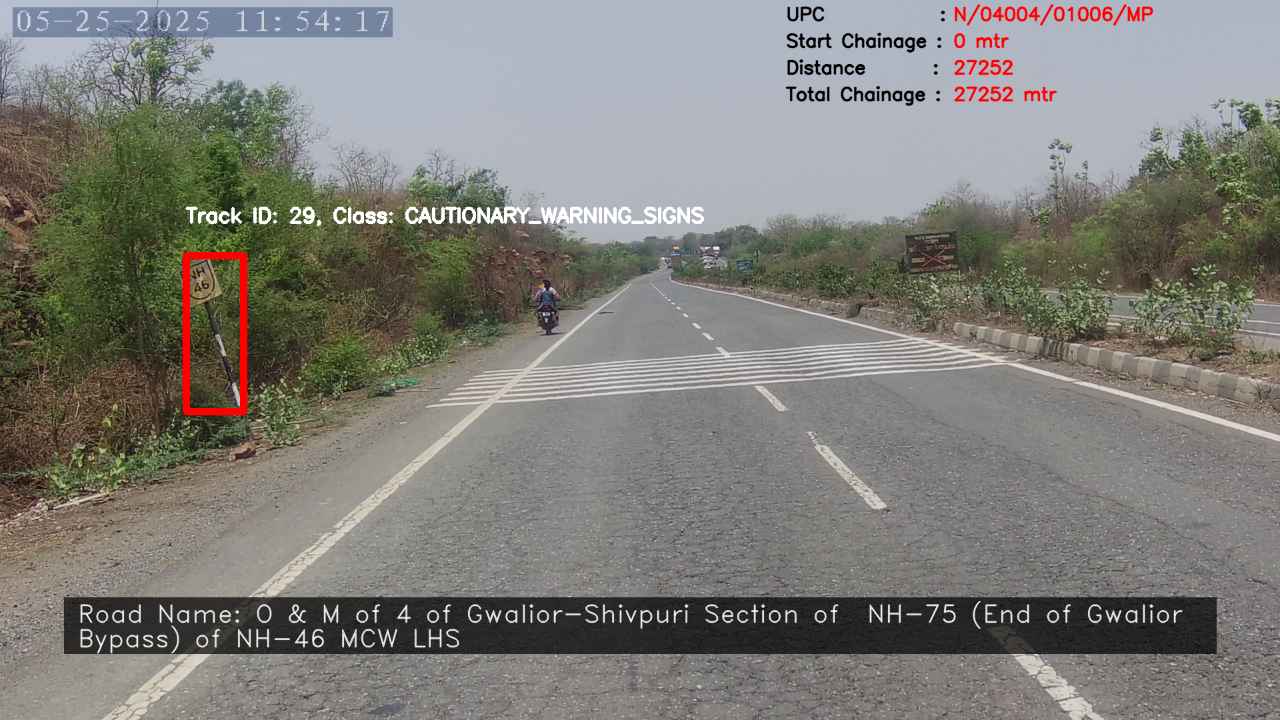 05-25-2025 11:54:17
UPC : N/04004/01006/MP
Start Chainage : 0 mtr
Distance : 27252
Total Chainage : 27252 mtr
Track ID: 29, Class: CAUTIONARY_WARNING_SIGNS
NH
46
Road Name: O & M of 4 of Gwalior-Shivpuri Section of NH-75 (End of Gwalior
Bypass) of NH-46 MCW LHS